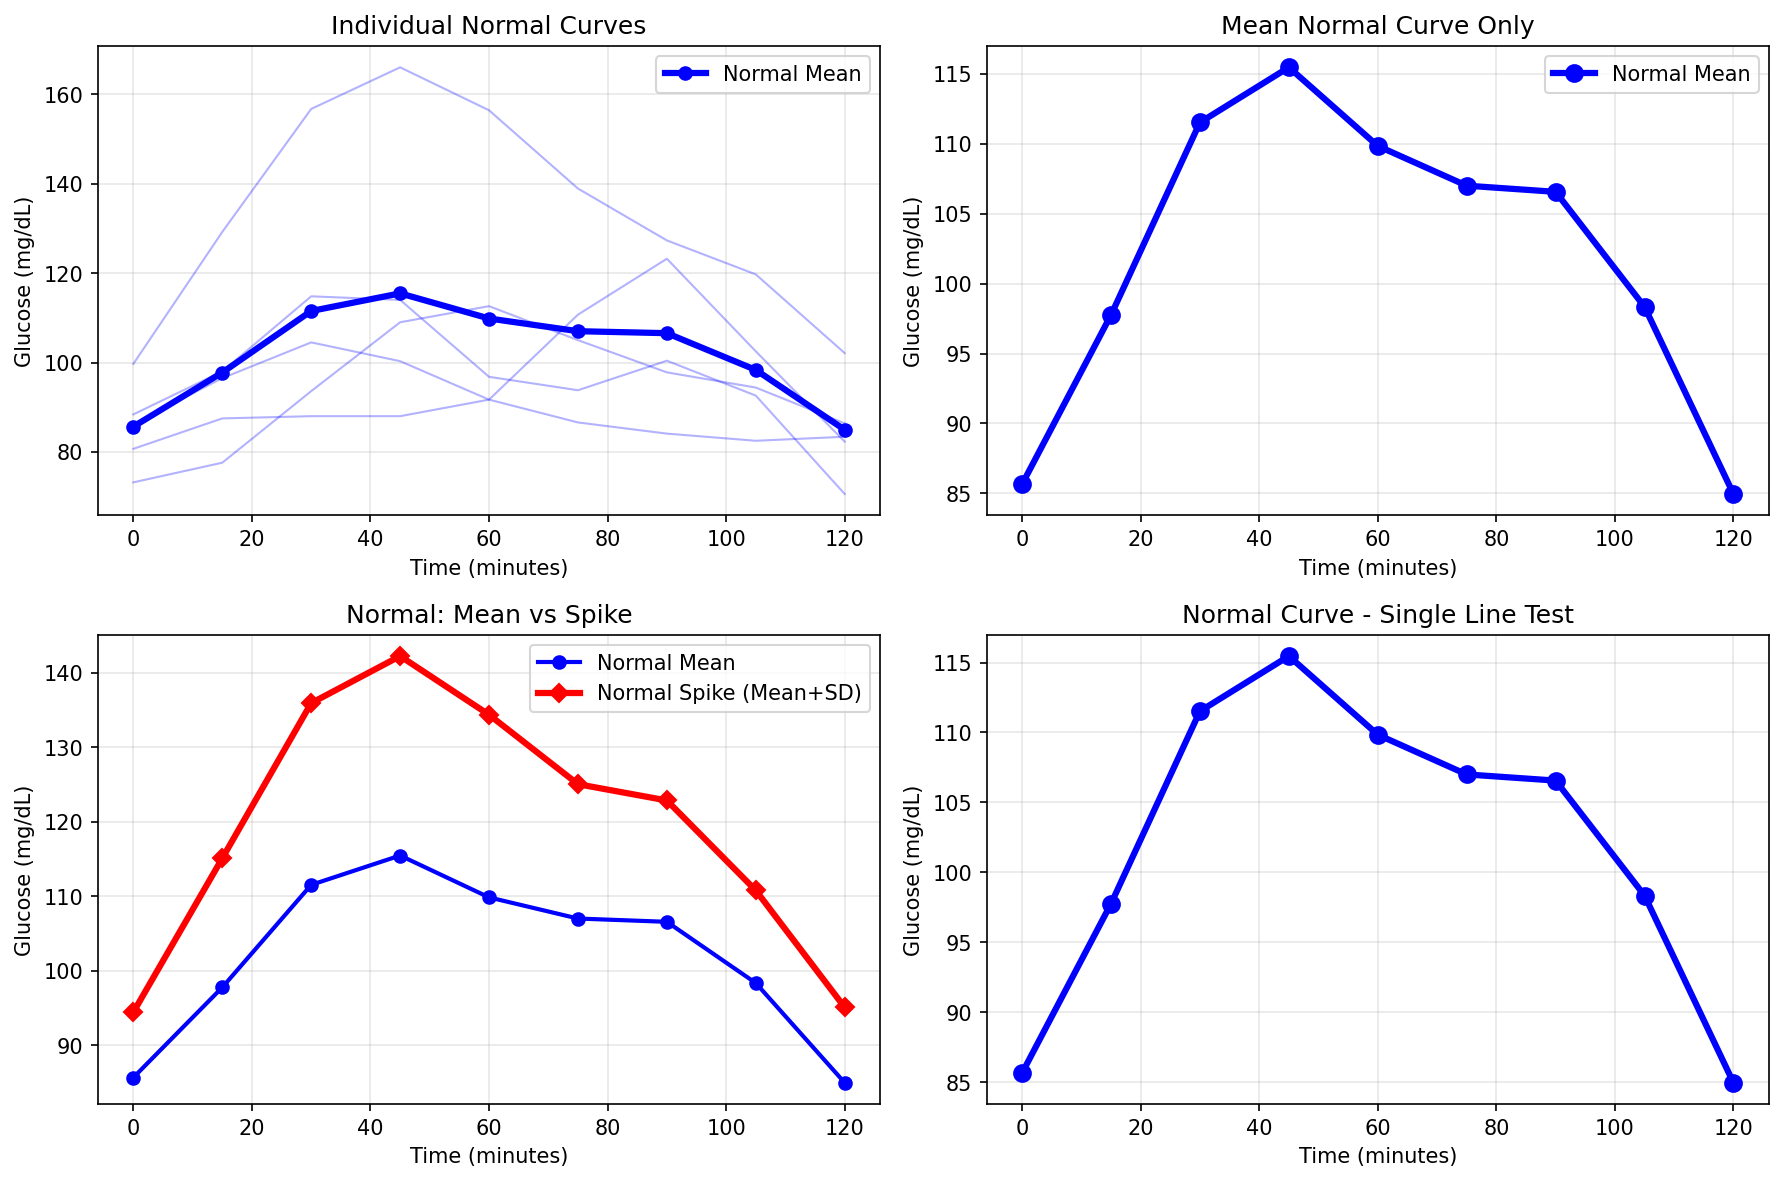 Individual Normal Curves
Normal Mean
Glucose (mg/dL)
160
140
120
100
80
0 20 40 60 80 100 120
Time (minutes)
Mean Normal Curve Only
Normal Mean
Glucose (mg/dL)
115
110
105
100
95
90
85
0 20 40 60 80 100 120
Time (minutes)
Normal: Mean vs Spike
Normal Mean
Normal Spike (Mean+SD)
Glucose (mg/dL)
140
130
120
110
100
90
0 20 40 60 80 100 120
Time (minutes)
Normal Curve - Single Line Test
Glucose (mg/dL)
115
110
105
100
95
90
85
0 20 40 60 80 100 120
Time (minutes)